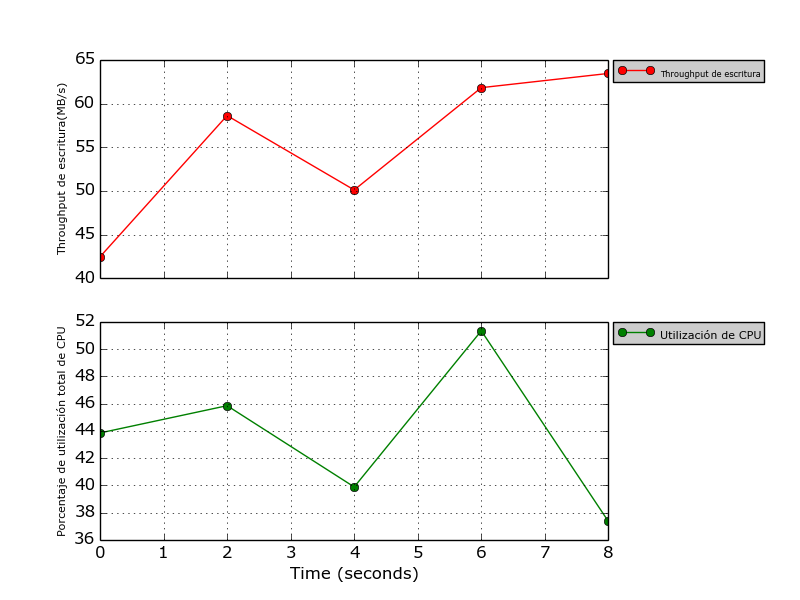 65
60
55
50
45
40
Throughput de escritura(MB/s)
Throughput de escritura
52
50
48
46
44
42
40
38
36
Porcentaje de utilización total de CPU
Utilización de CPU
0 1 2 3 4 5 6 7 8
Time (seconds)